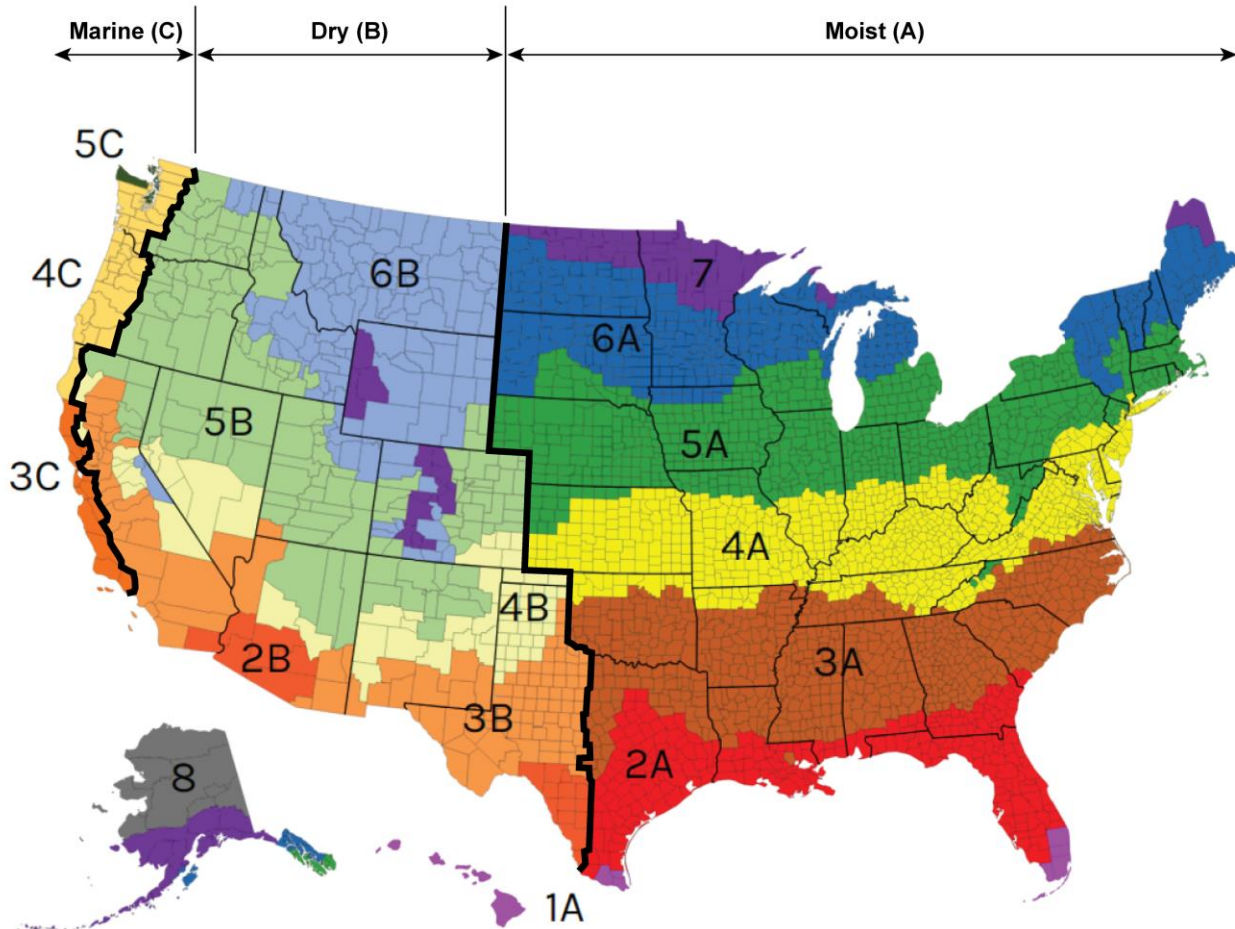 Marine (C)
Dry (B)
Moist (A)
5C
4C
6B
7
6A
5B
5A
3C
4A
4B
2B
3A
3B
2A
8
1A